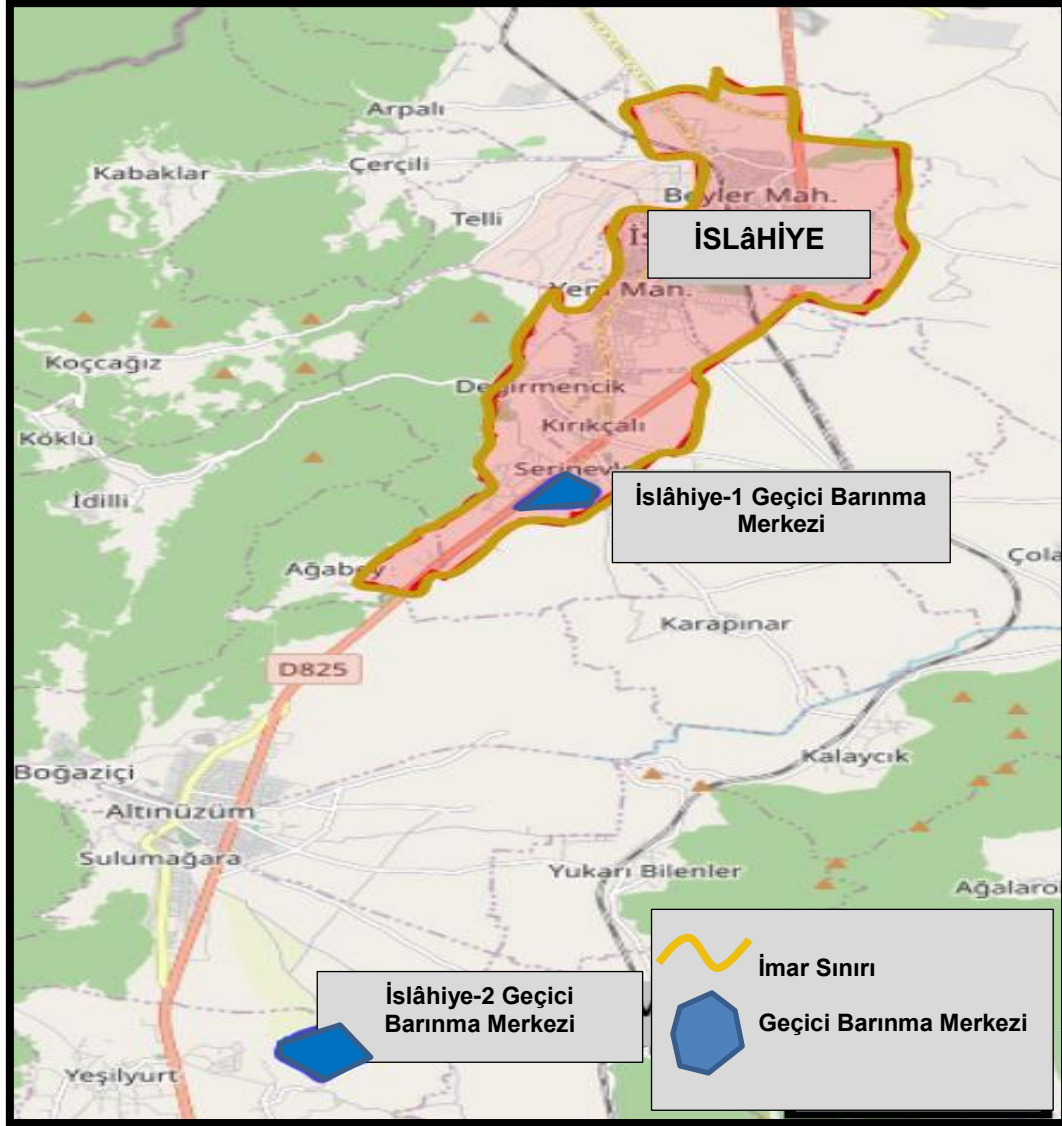 Arpalı
Kabaklar
Çerçili
Beyler Mah.
Telli
İSLâHİYE
Yeni Mah.
Koççağız
Değirmencik
Kırıkçalı
Köklü
İdilli
İslâhiye-1 Geçici Barınma
Merkezi
Ağabey
Karapınar
D825
Kalaycık
Boğaziçi
Altınüzüm
Sulumağara
Yukarı Bilenler
İmar Sınırı
Geçici Barınma Merkezi
İslâhiye-2 Geçici
Barınma Merkezi
Yeşilyurt